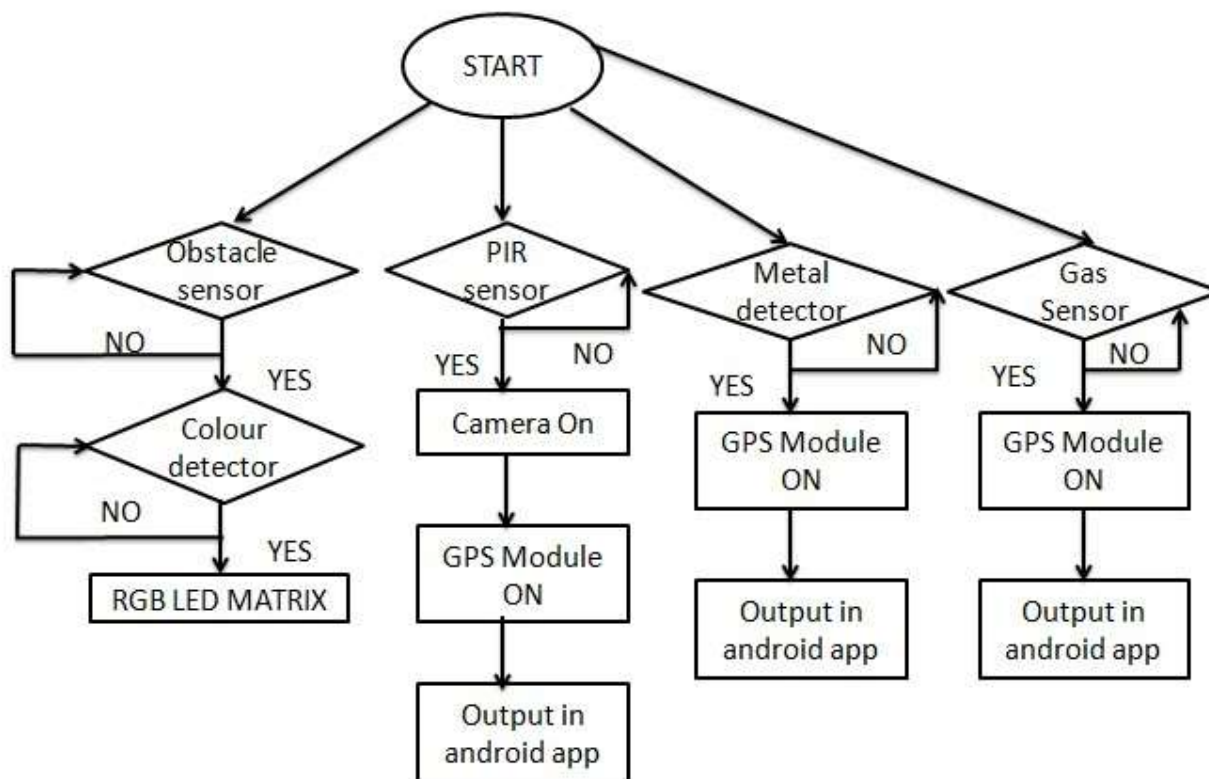 START
Obstacle
sensor
NO
YES
Colour
detector
NO
YES
RGB LED MATRIX
PIR
sensor
NO
YES
Camera On
GPS Module
ON
Output in
android app
Metal
detector
NO
YES
GPS Module
ON
Output in
android app
Gas
Sensor
NO
YES
GPS Module
ON
Output in
android app